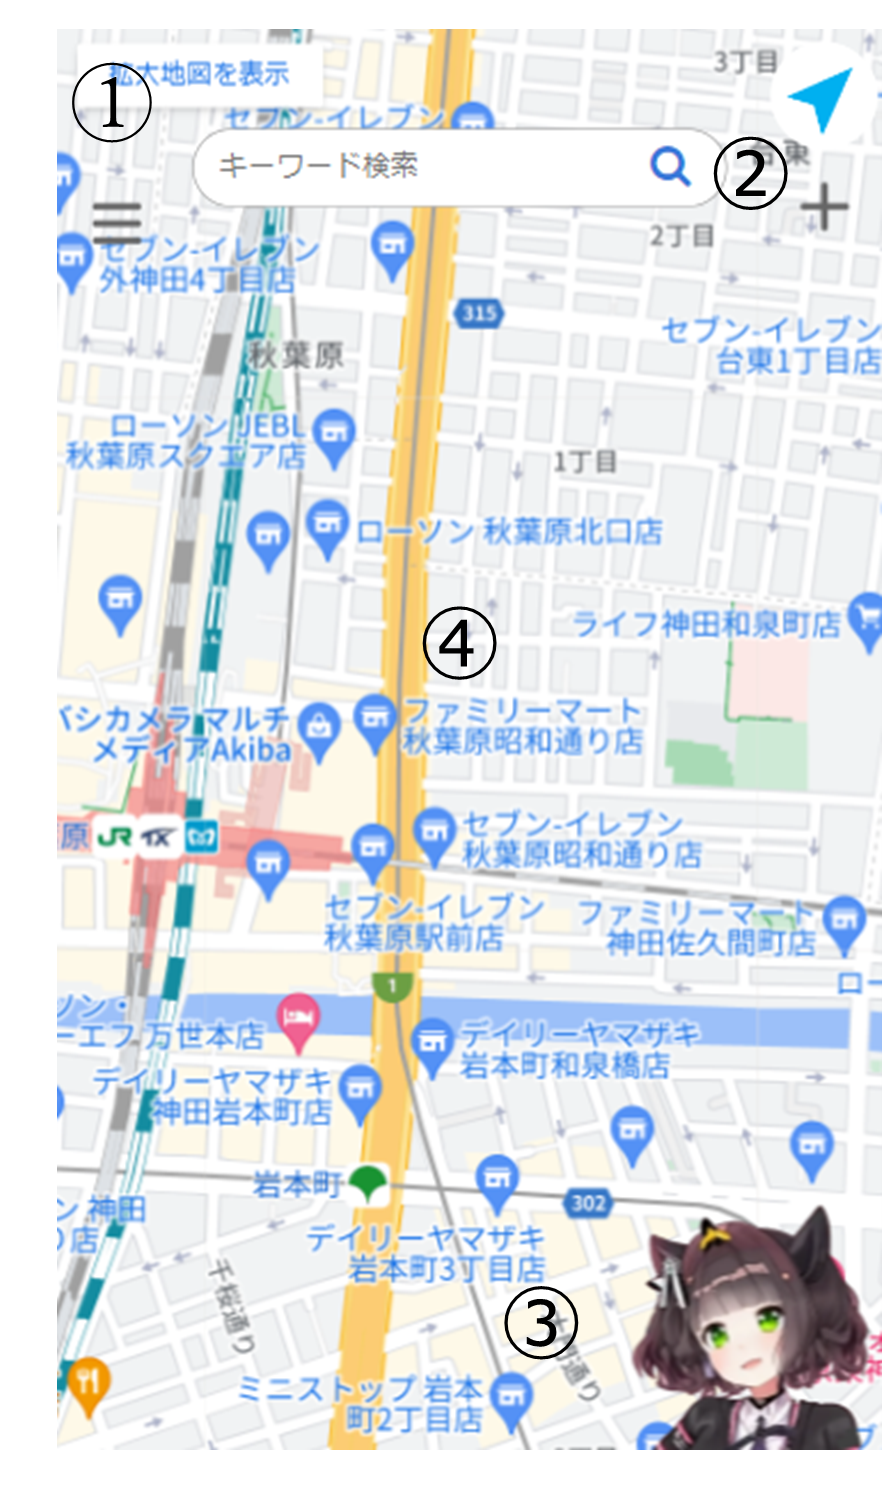 3丁目
拡大地図を表示
①
セブン-イレブン
キーワード検索
②
台東
2丁目
セブン-イレブン
外神田4丁目店
315
セブン-イレブン
台東1丁目店
秋葉原
ローソン JEBL
秋葉原スクエア店
1丁目
ローソン 秋葉原北口店
ライフ神田和泉町店
④
バシカメラ マルチ
メディアAkiba
ファミリーマート
秋葉原昭和通り店
セブン-イレブン
秋葉原昭和通り店
原
JR
TX
セブン-イレブン
秋葉原駅前店
ファミリーマート
神田佐久間町店
1
ロー
ソン・
ーエフ 万世本店
デイリーヤマザキ
岩本町和泉橋店
デイリーヤマザキ
神田岩本町店
岩本町
302
ン 神田
り店
デイリーヤマザキ
岩本町3丁目店
千桜通り
③
通り
ミニストップ 岩本
町2丁目店